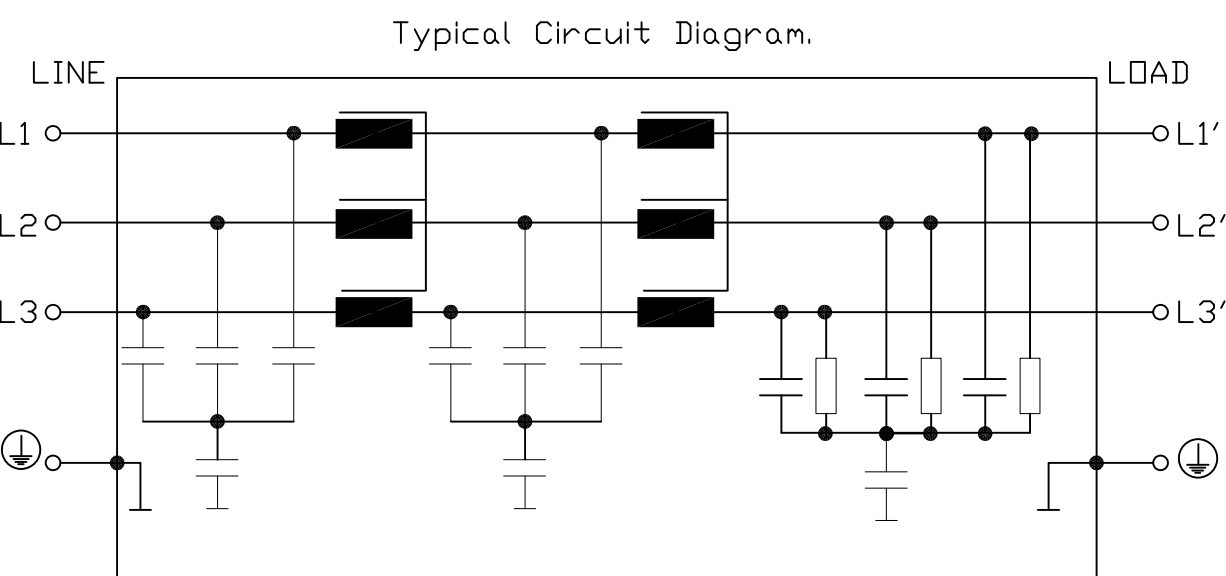 Typical Circuit Diagram.
LINE LOAD
L1 L1′
L2 L2′
L3 L3′